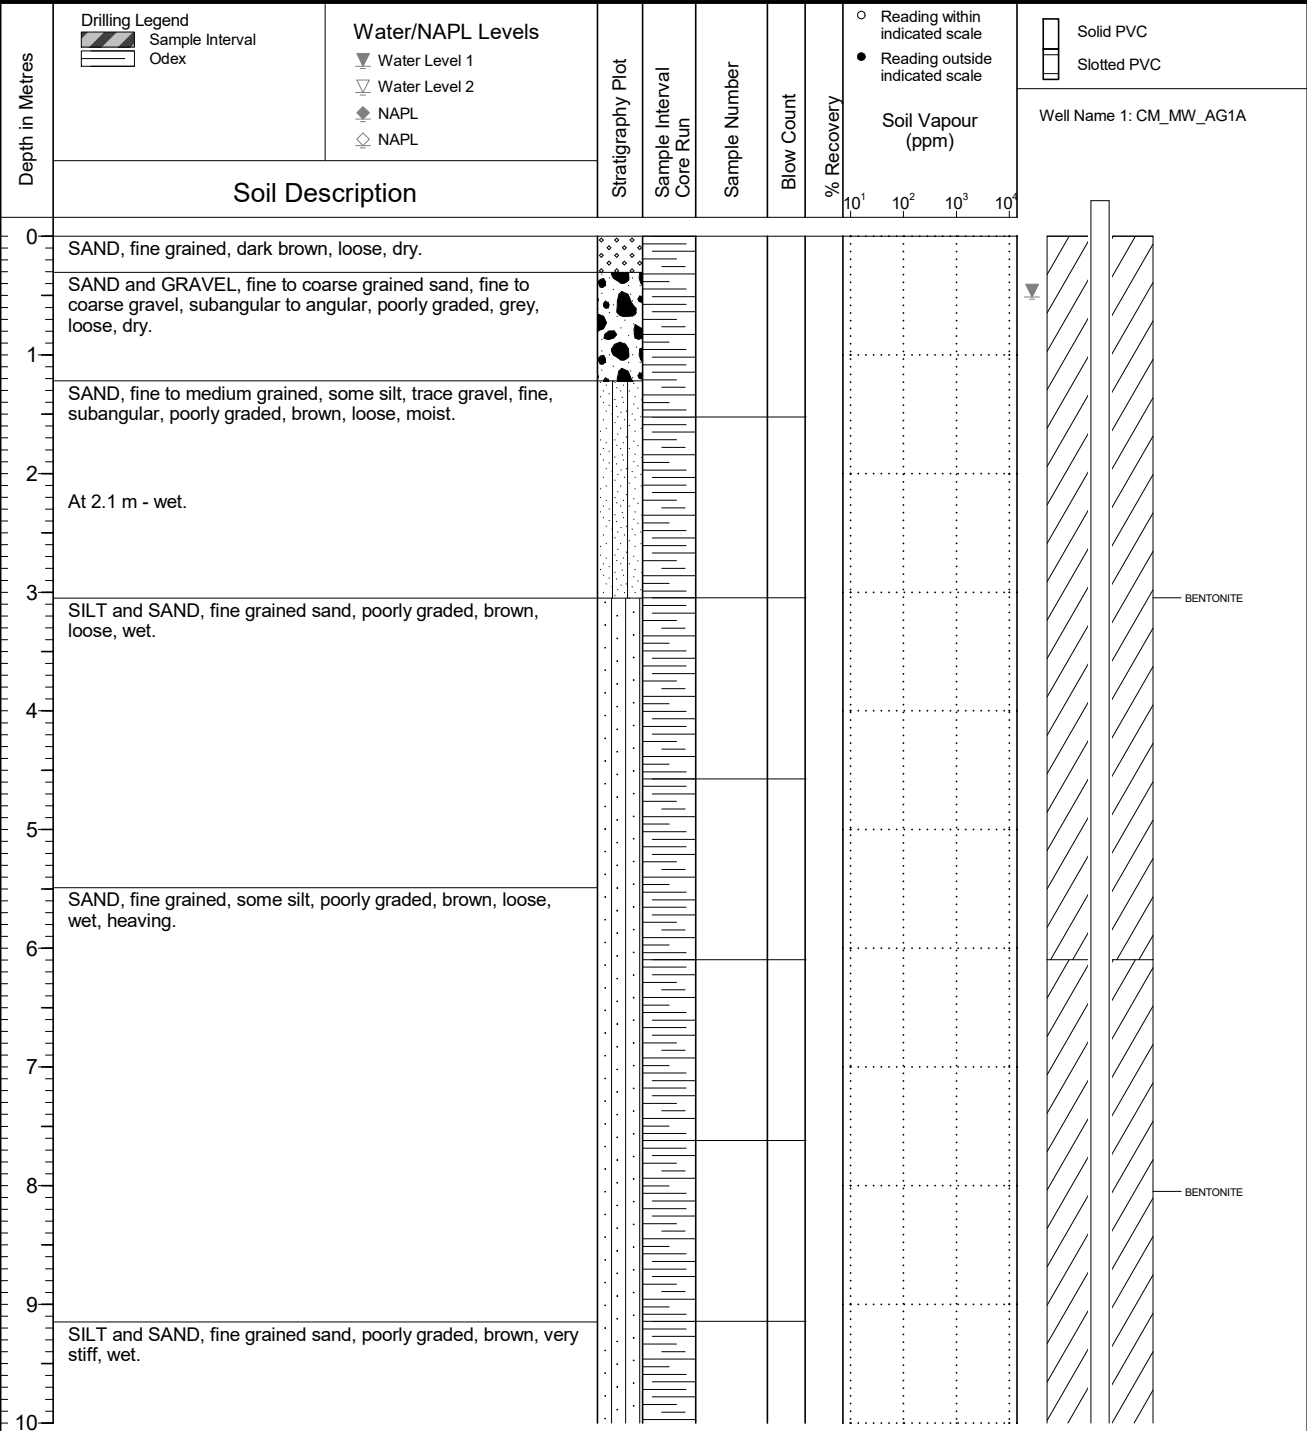 Depth in Metres
Drilling Legend
Sample Interval
Odex
Water/NAPL Levels
Water Level 1
Water Level 2
NAPL
NAPL
Soil Description
Stratigraphy Plot
Sample Interval
Core Run
Sample Number
Blow Count
% Recovery
Reading within
indicated scale
Reading outside
indicated scale
Soil Vapour
(ppm)
10¹ 10² 10³ 10⁴
Solid PVC
Slotted PVC
Well Name 1: CM_MW_AG1A
0
SAND, fine grained, dark brown, loose, dry.
SAND and GRAVEL, fine to coarse grained sand, fine to
coarse gravel, subangular to angular, poorly graded, grey,
loose, dry.
1
SAND, fine to medium grained, some silt, trace gravel, fine,
subangular, poorly graded, brown, loose, moist.
2
At 2.1 m - wet.
3
BENTONITE
SILT and SAND, fine grained sand, poorly graded, brown,
loose, wet.
4
5
SAND, fine grained, some silt, poorly graded, brown, loose,
wet, heaving.
6
7
8
BENTONITE
9
SILT and SAND, fine grained sand, poorly graded, brown, very
stiff, wet.
10